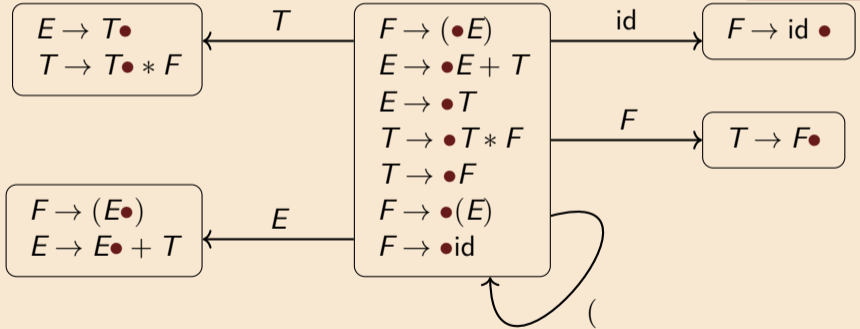 E → T•
T → T• ∗ F
T
F → (•E)
E → •E + T
E → •T
T → •T ∗ F
T → •F
F → •(E)
F → •id
id
F → id •
F
T → F•
F → (E•)
E → E• + T
E
(